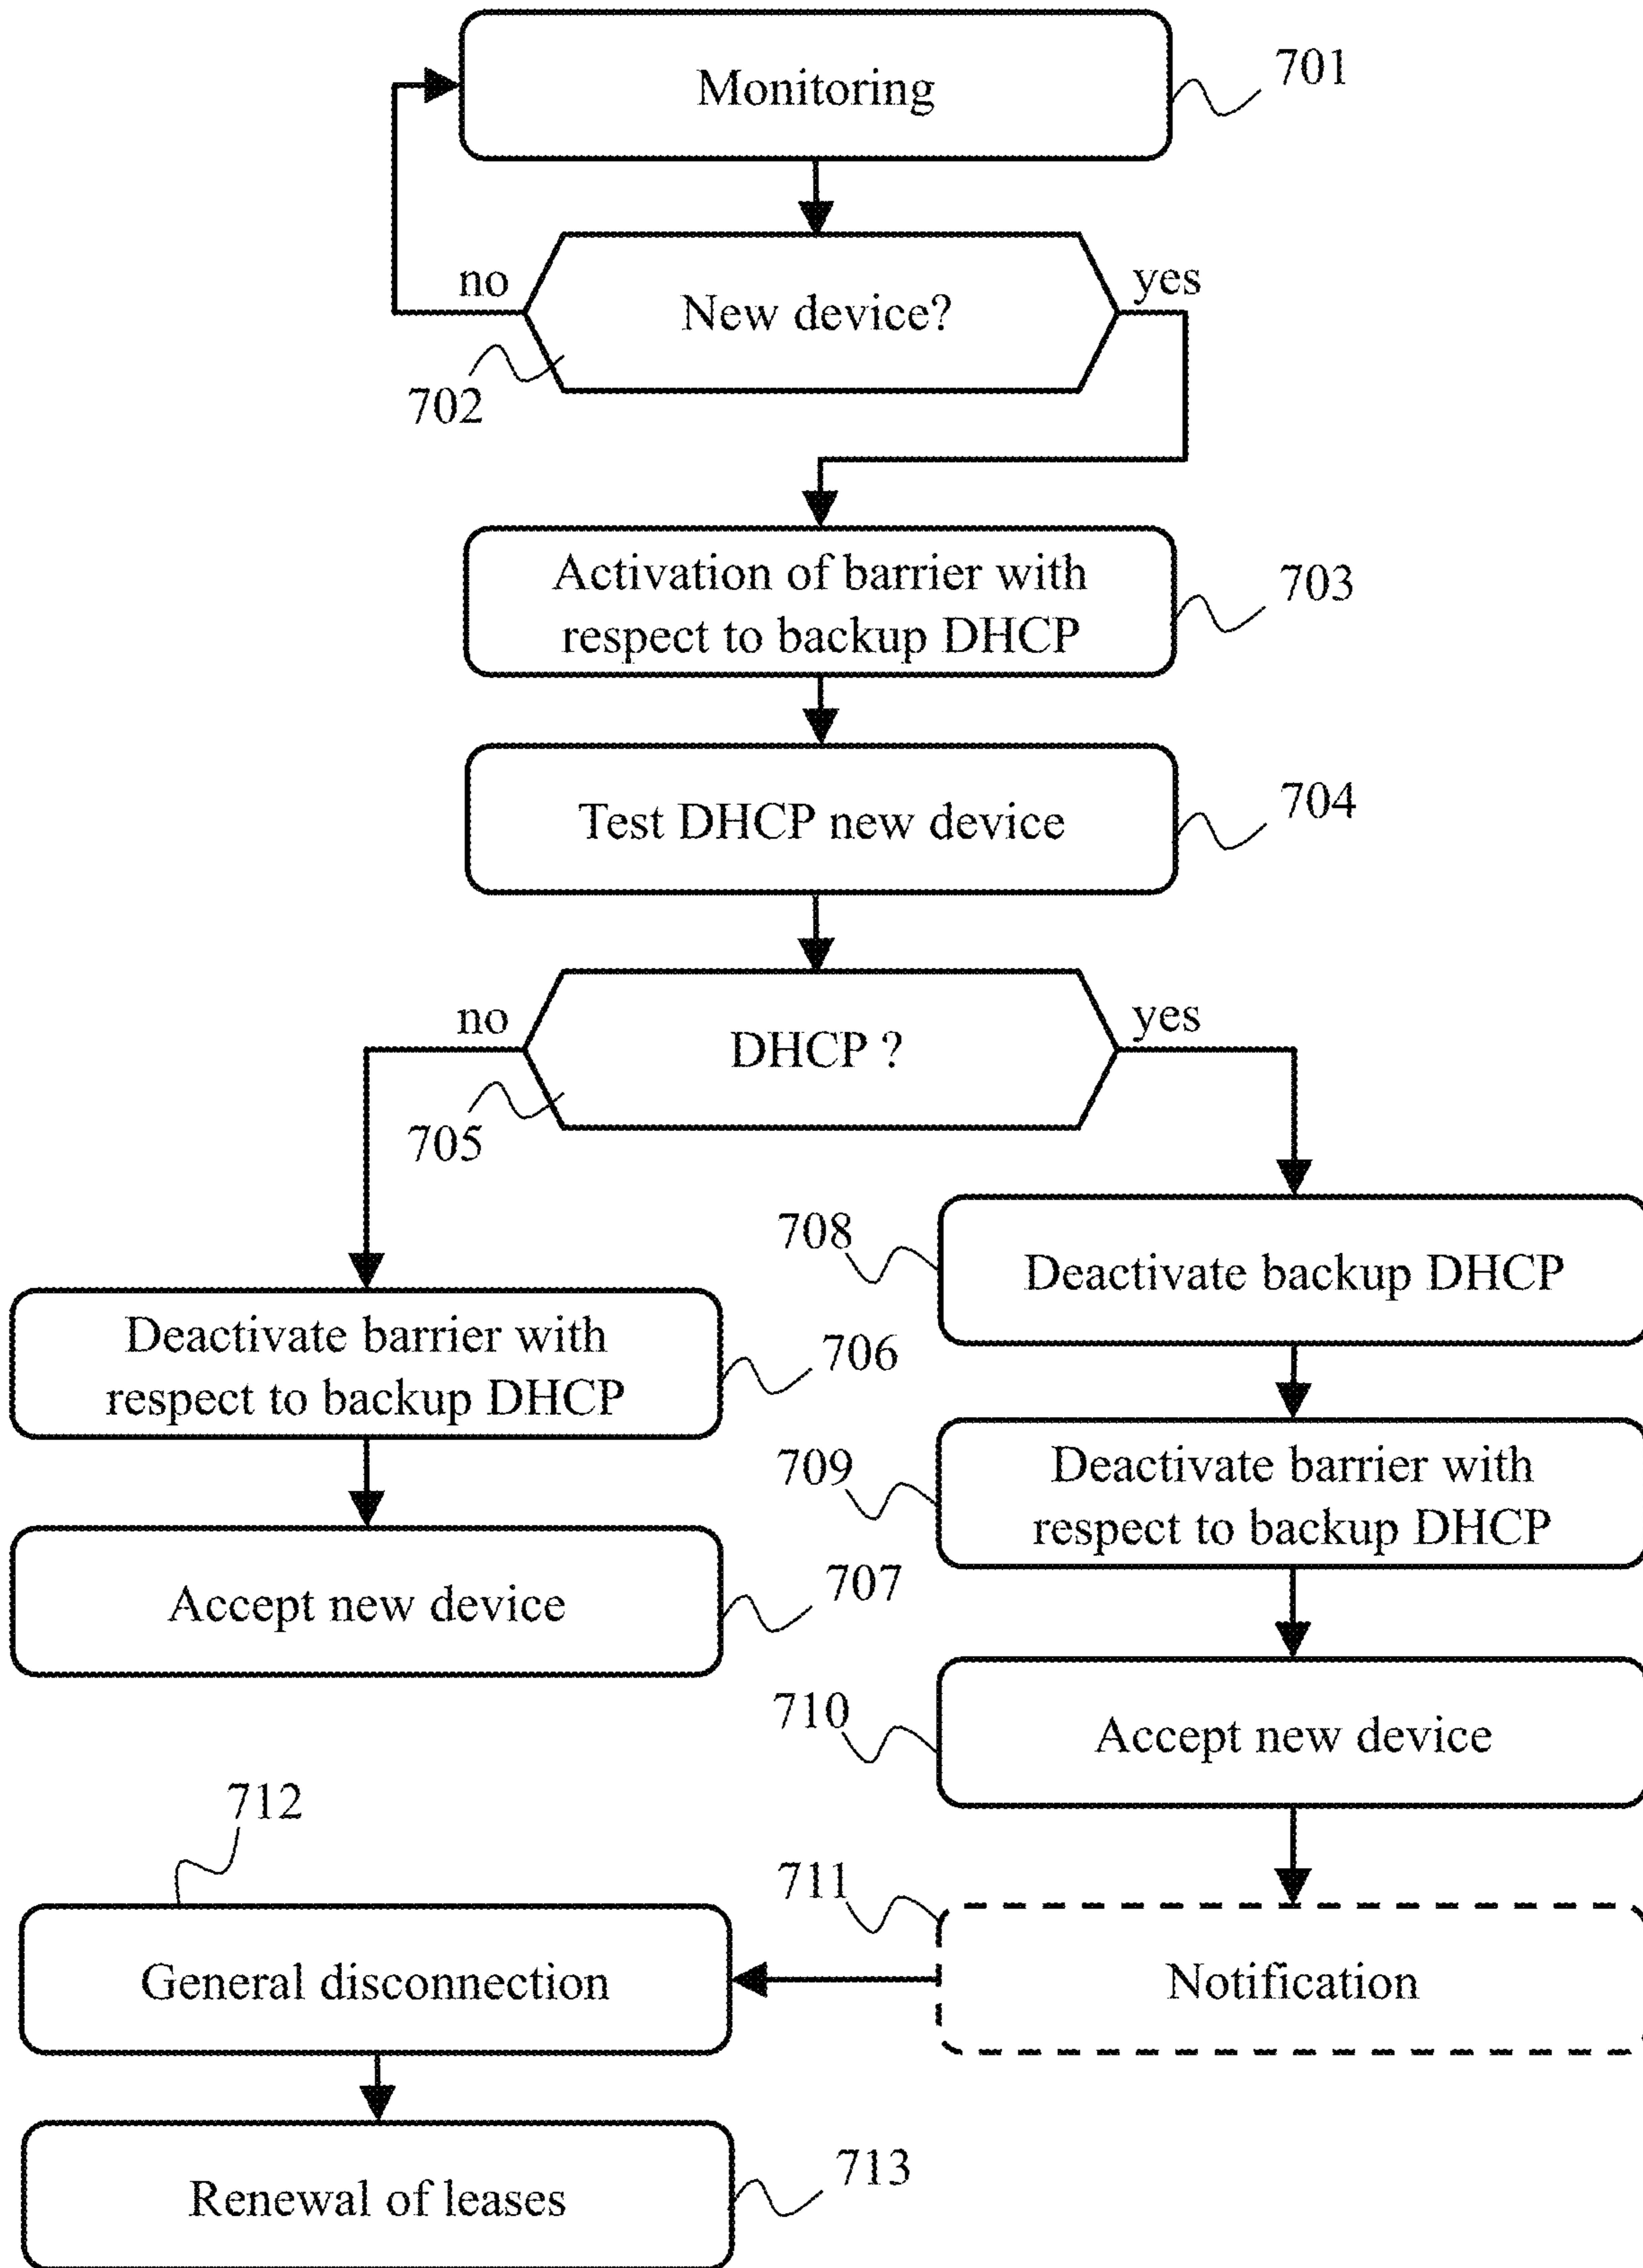 Monitoring
701
no
yes
New device?
702
Activation of barrier with
respect to backup DHCP
703
Test DHCP new device
704
no
yes
DHCP ?
705
708
Deactivate backup DHCP
Deactivate barrier with
respect to backup DHCP
706
709
Deactivate barrier with
respect to backup DHCP
Accept new device
707
710
Accept new device
712
711
General disconnection
Notification
Renewal of leases
713